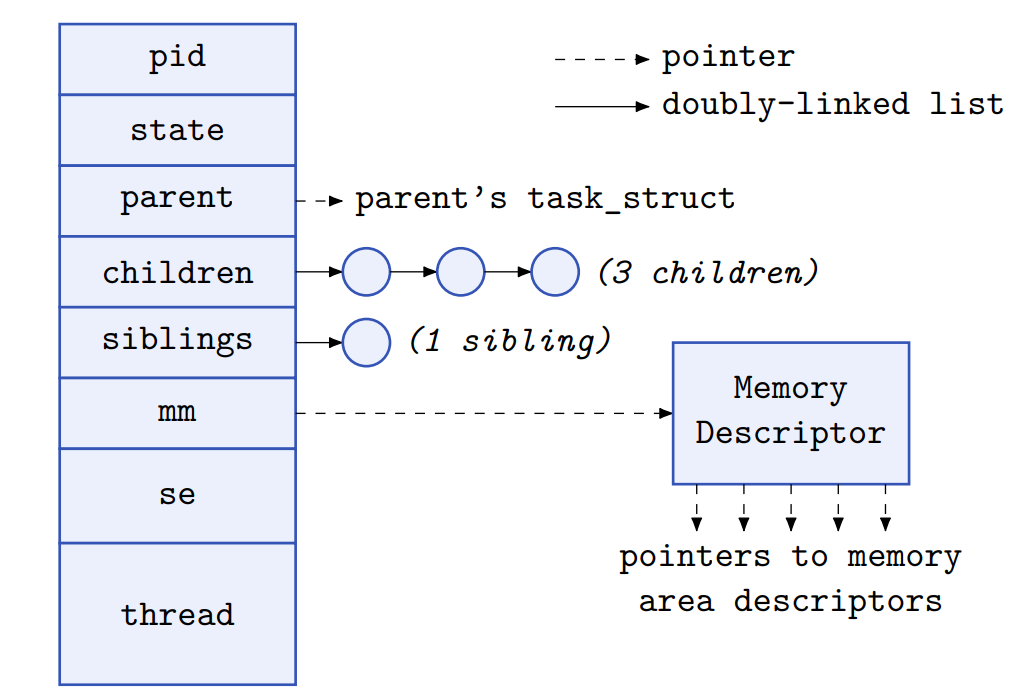 pid
state
parent
children
siblings
mm
se
thread
pointer
doubly-linked list
parent's task_struct
(3 children)
(1 sibling)
Memory
Descriptor
pointers to memory
area descriptors